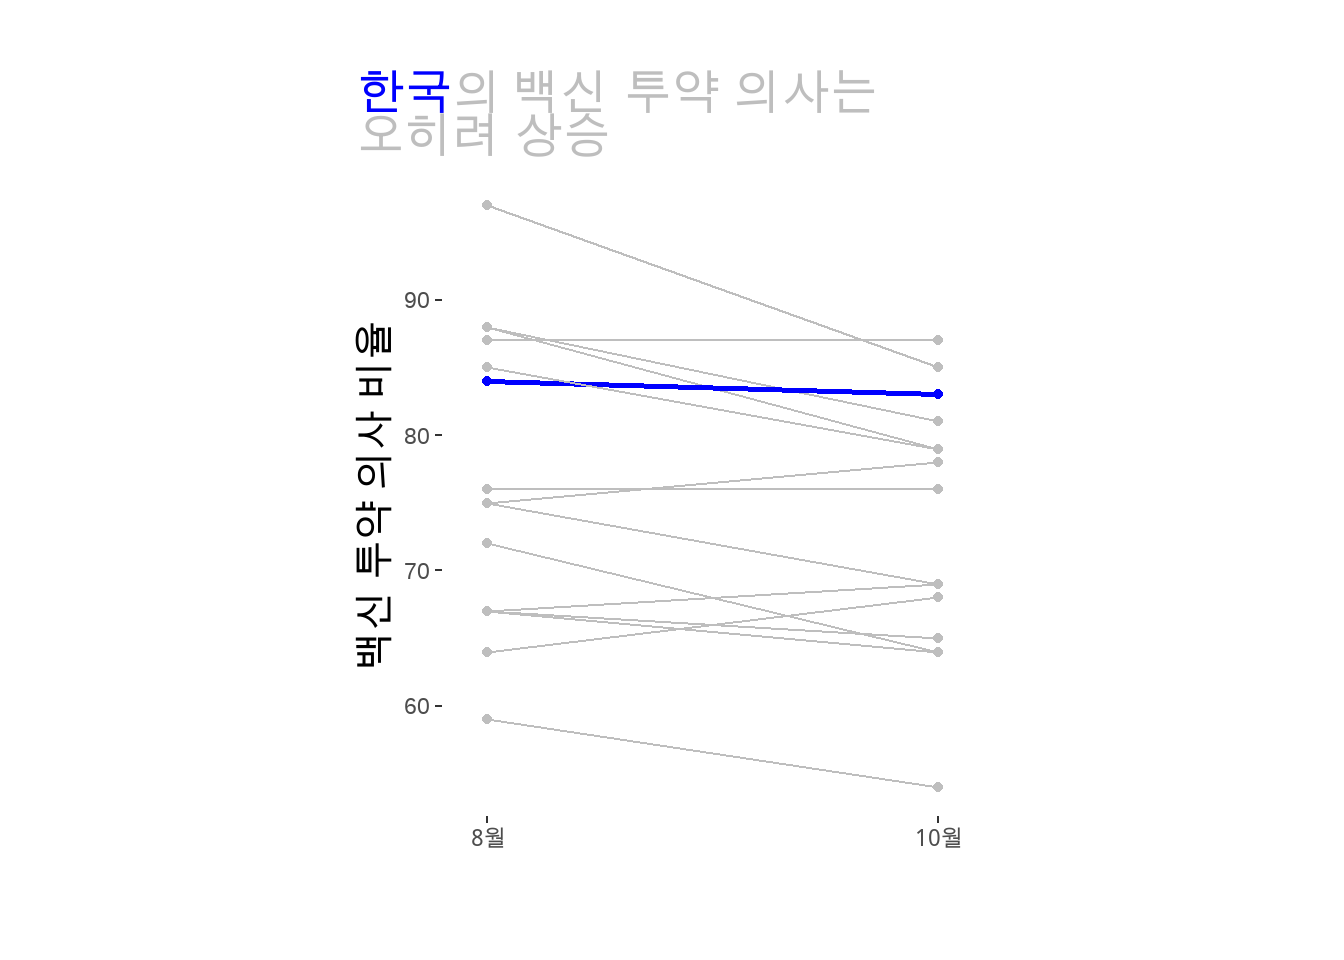 한국의 백신 투약 의사는
오히려 상승
백신 투약 의사 비율
90
80
70
60
8월
10월